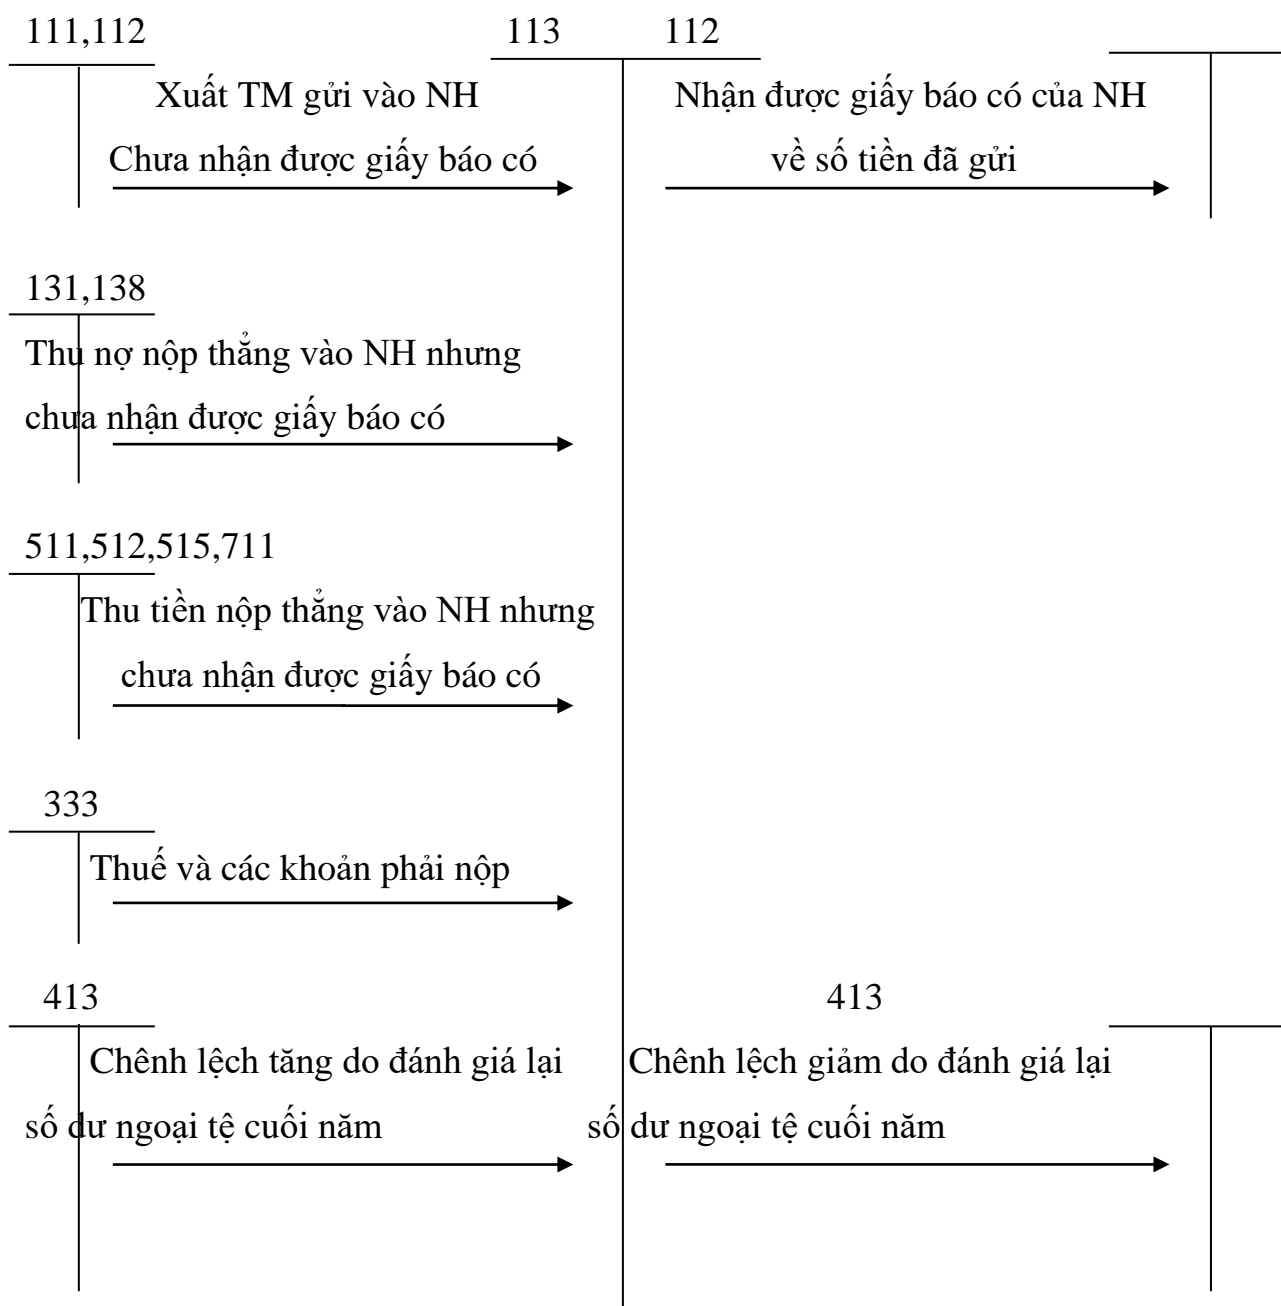 111,112 113 112
Xuất TM gửi vào NH Nhận được giấy báo có của NH
Chưa nhận được giấy báo có về số tiền đã gửi
131,138
Thu nợ nộp thẳng vào NH nhưng
chưa nhận được giấy báo có
511,512,515,711
Thu tiền nộp thẳng vào NH nhưng
chưa nhận được giấy báo có
333
Thuế và các khoản phải nộp
413 413
Chênh lệch tăng do đánh giá lại Chênh lệch giảm do đánh giá lại
số dư ngoại tệ cuối năm số dư ngoại tệ cuối năm